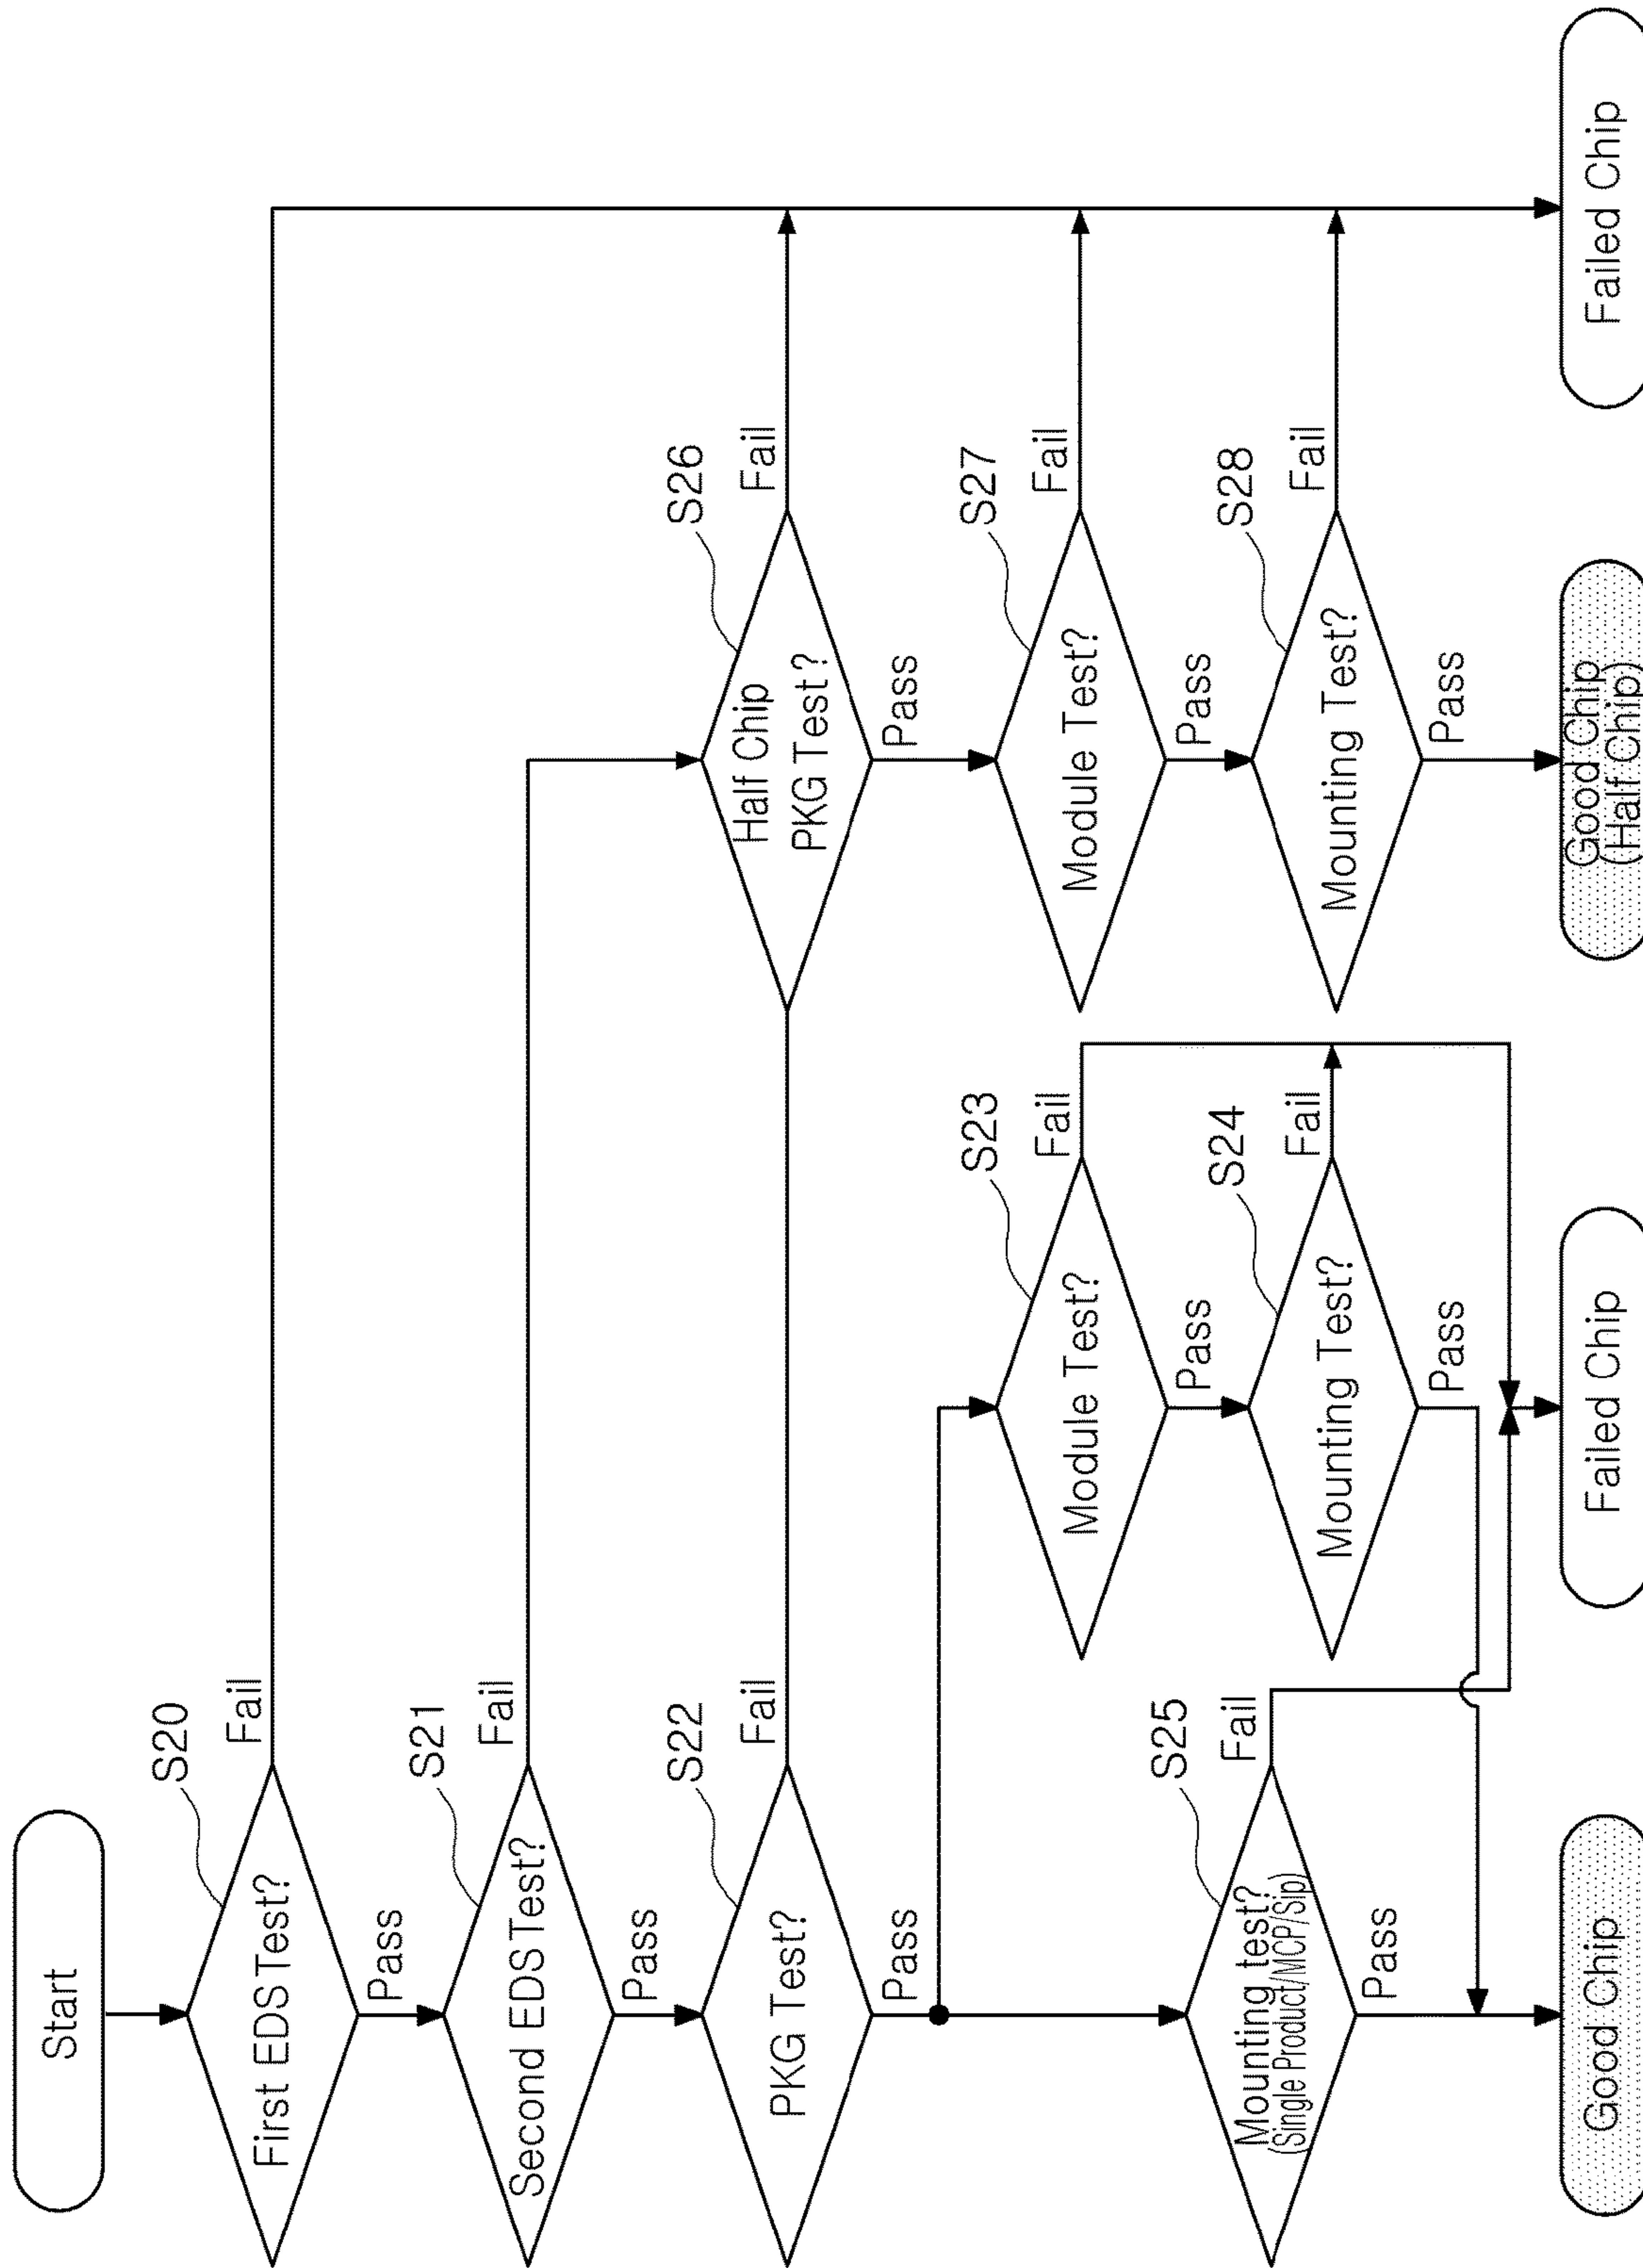 Start
S20
First EDS Test?
Fail
Pass
S21
Second EDS Test?
Fail
Pass
S22
PKG Test?
Fail
Pass
S26
Half Chip
PKG Test?
Fail
Pass
S23
Module Test?
Fail
Pass
S27
Module Test?
Fail
Pass
S25
Mounting test?
(Single Product/MCP/Sip)
Fail
Pass
S24
Mounting Test?
Fail
Pass
S28
Mounting Test?
Fail
Pass
Good Chip
Failed Chip
Good Chip
(Half Chip)
Failed Chip